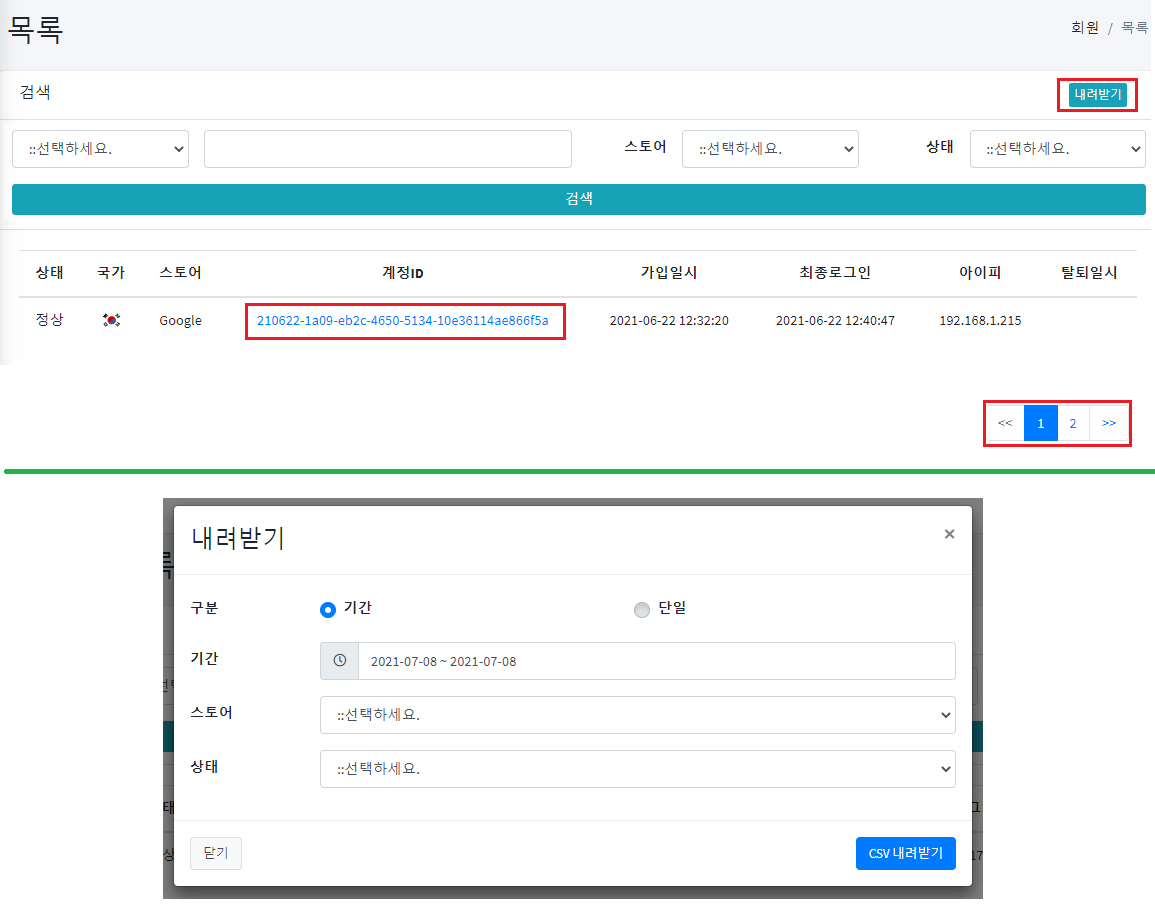 목록
회원 / 목록
검색
내려받기
::선택하세요.
스토어
::선택하세요.
상태
::선택하세요.
검색
상태 국가 스토어 계정ID 가입일시 최종로그인 아이피 탈퇴일시
정상 Google 210622-1a09-eb2c-4650-5134-10e36114ae866f5a 2021-06-22 12:32:20 2021-06-22 12:40:47 192.168.1.215
<< 1 2 >>
내려받기 ×
구분 기간 단일
기간 2021-07-08 ~ 2021-07-08
스토어 ::선택하세요.
상태 ::선택하세요.
닫기 CSV 내려받기
17